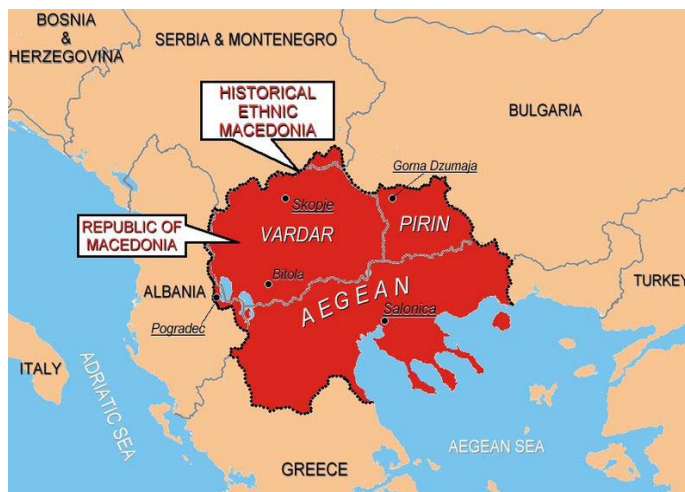 BOSNIA
&
HERZEGOVINA
SERBIA & MONTENEGRO
HISTORICAL
ETHNIC
MACEDONIA
BULGARIA
Gorna Dzumaja
Skopje
REPUBLIC OF
MACEDONIA
VARDAR
PIRIN
Bitola
ALBANIA
AEGEAN
TURKEY
Salonica
Pogradec
ITALY
ADRIATIC SEA
AEGEAN SEA
GREECE